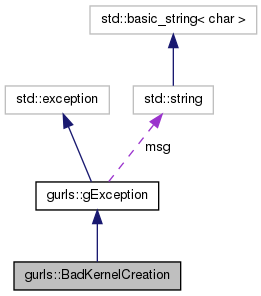 std::basic_string< char >
std::exception
std::string
msg
gurls::gException
gurls::BadKernelCreation